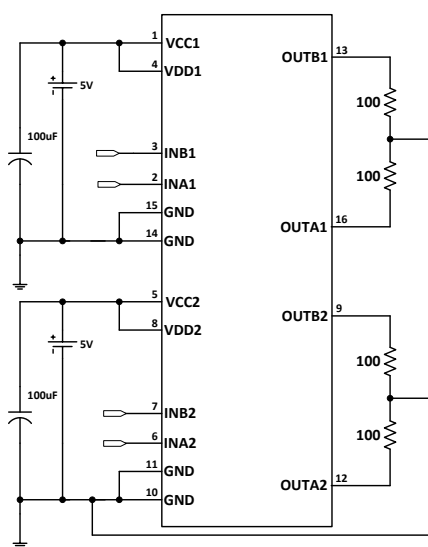 1 VCC1
4 VDD1
+
-
5V
100uF
3 INB1
2 INA1
15 GND
14 GND
OUTB1 13
100
100
OUTA1 16
5 VCC2
8 VDD2
+
-
5V
100uF
7 INB2
6 INA2
11 GND
10 GND
OUTB2 9
100
100
OUTA2 12